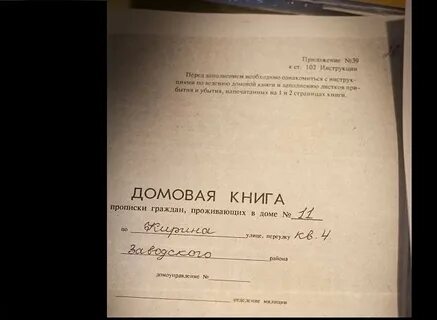 Приложение №39
к ст. 102 Инструкции
Перед заполнением необходимо ознакомиться с инструк-
циями по ведению домовой книги и заполнению листков при-
бытия и убытия, напечатанных на 1 и 2 страницах книги.
ДОМОВАЯ КНИГА
прописки граждан, проживающих в доме № 11
по Кирина улице, переулку кв. 4
Заводского района
домоуправление №
отделение милиции